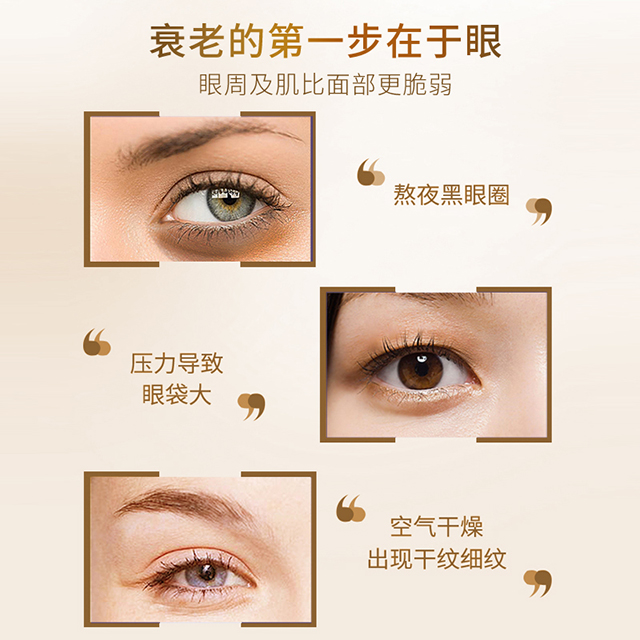 衰老的第一步在于眼
眼周及肌比面部更脆弱
熬夜黑眼圈
压力导致
眼袋大
空气干燥
出现干纹细纹